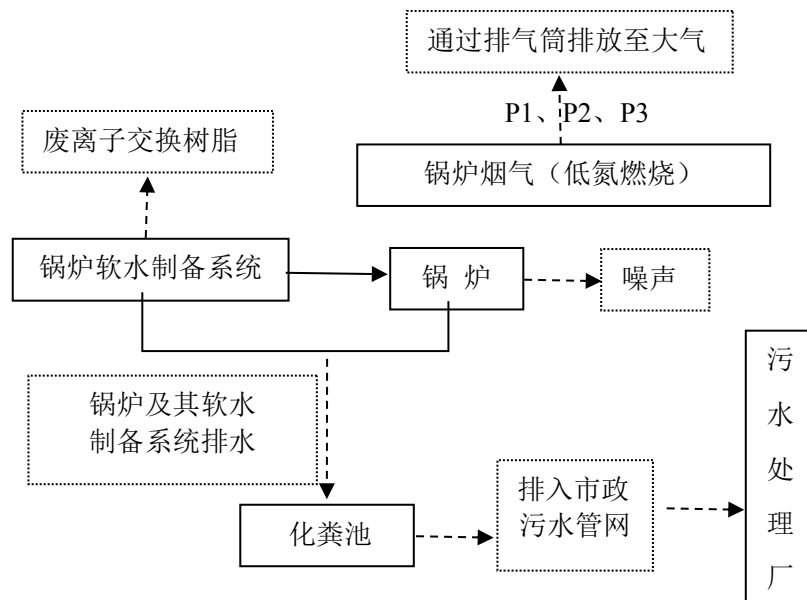 通过排气筒排放至大气
P1、P2、P3
废离子交换树脂
锅炉烟气（低氮燃烧）
锅炉软水制备系统
锅 炉
噪声
锅炉及其软水
制备系统排水
化粪池
排入市政
污水管网
污
水
处
理
厂